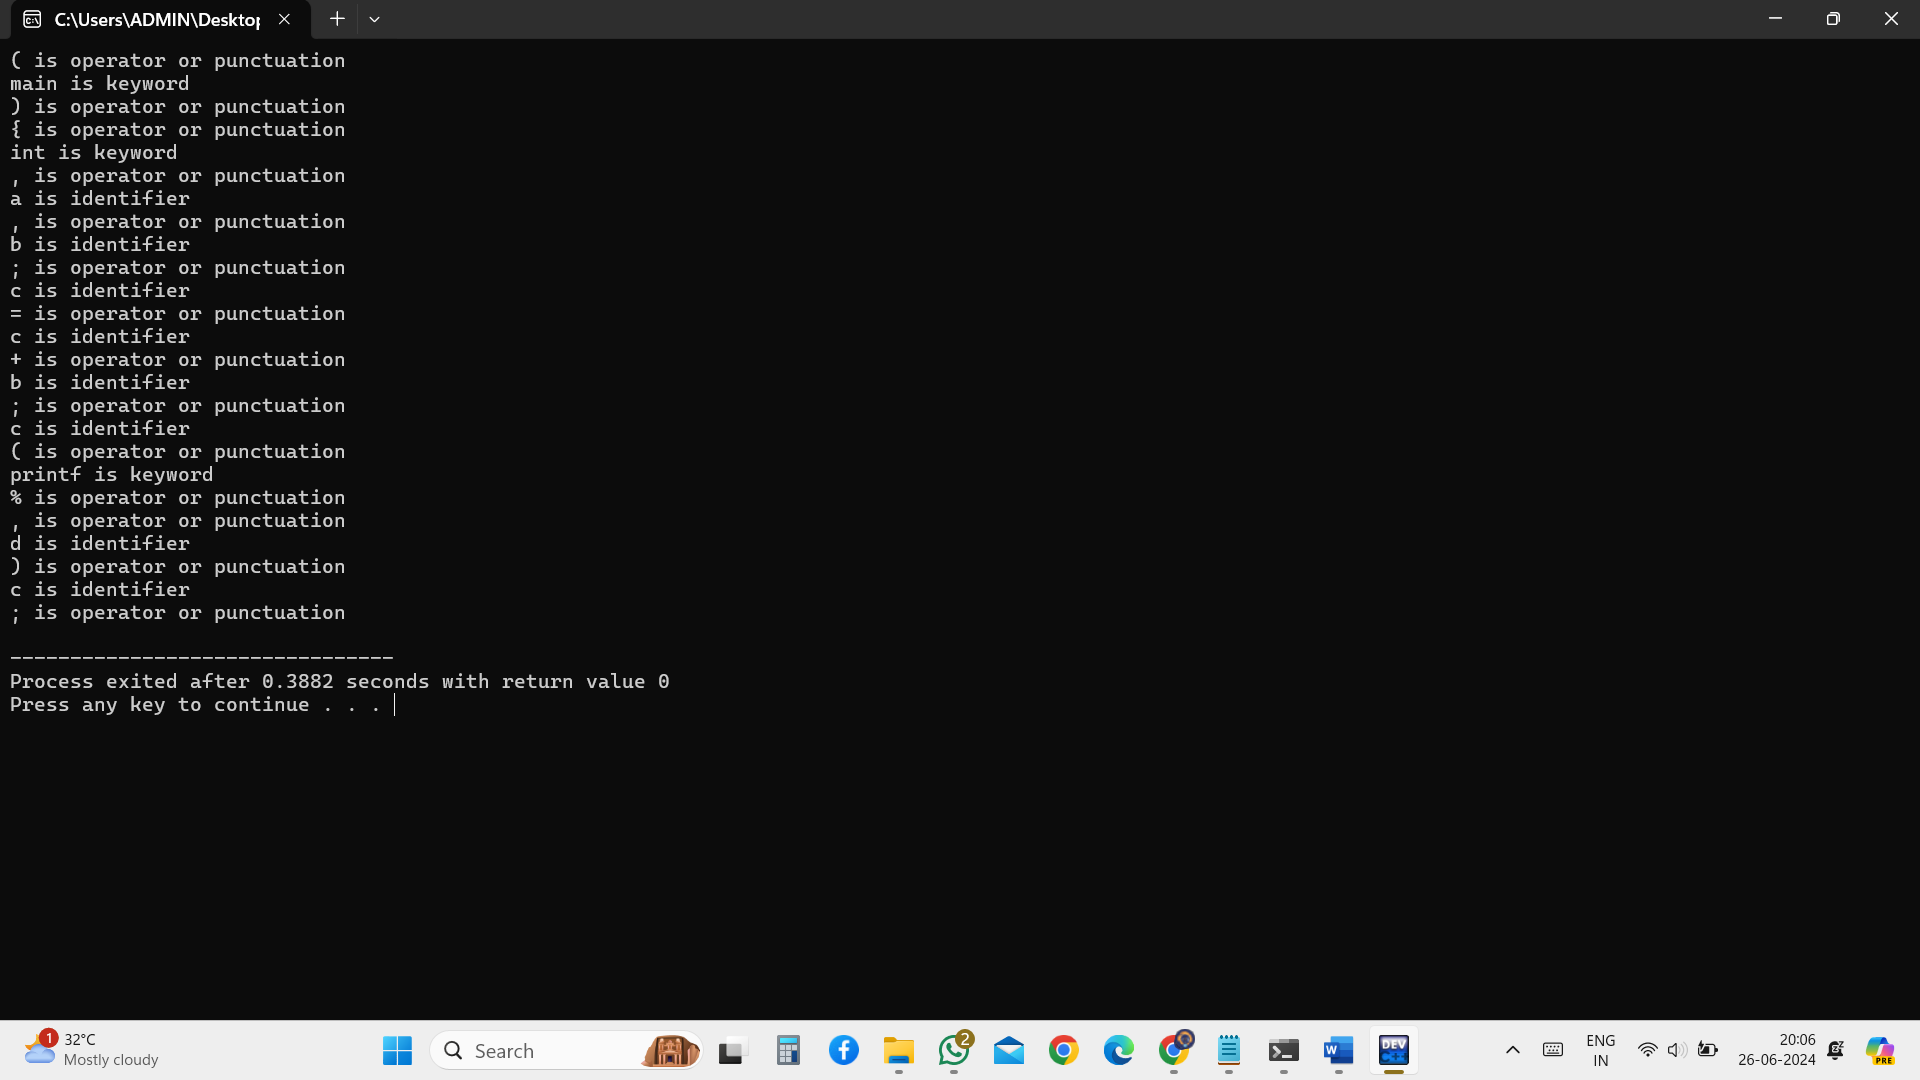 C:\Users\ADMIN\Desktop
( is operator or punctuation
main is keyword
) is operator or punctuation
{ is operator or punctuation
int is keyword
, is operator or punctuation
a is identifier
, is operator or punctuation
b is identifier
; is operator or punctuation
c is identifier
= is operator or punctuation
c is identifier
+ is operator or punctuation
b is identifier
; is operator or punctuation
c is identifier
( is operator or punctuation
printf is keyword
% is operator or punctuation
, is operator or punctuation
d is identifier
) is operator or punctuation
c is identifier
; is operator or punctuation
--------------------------------
Process exited after 0.3882 seconds with return value 0
Press any key to continue . . .
1
32°C
Mostly cloudy
Search
2
W
DEV
C++
ENG
IN
20:06
26-06-2024
PRE